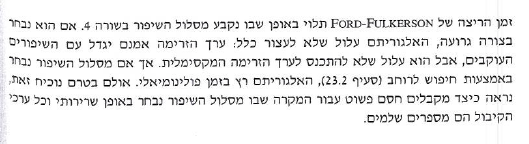 זמן הריצה של FORD-FULKERSON תלוי באופן שבו נקבע מסלול השיפור בשורה 4. אם הוא נבחר
בצורה גרועה, האלגוריתם עלול שלא לעצור כלל: ערך הזרימה אמנם יגדל עם השיפורים
העוקבים, אבל הוא עלול שלא להתכנס לערך הזרימה המקסימלית. אך אם מסלול השיפור נבחר
באמצעות חיפוש לרוחב (סעיף 23.2), האלגוריתם רץ בזמן פולינומיאלי. אולם בטרם נוכיח זאת,
נראה כיצד מקבלים חסם פשוט עבור המקרה שבו מסלול השיפור נבחר באופן שרירותי וכל ערכי
הקיבול הם מספרים שלמים.